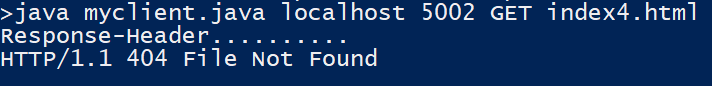 >java myclient.java localhost 5002 GET index4.html
Response-Header..........
HTTP/1.1 404 File Not Found